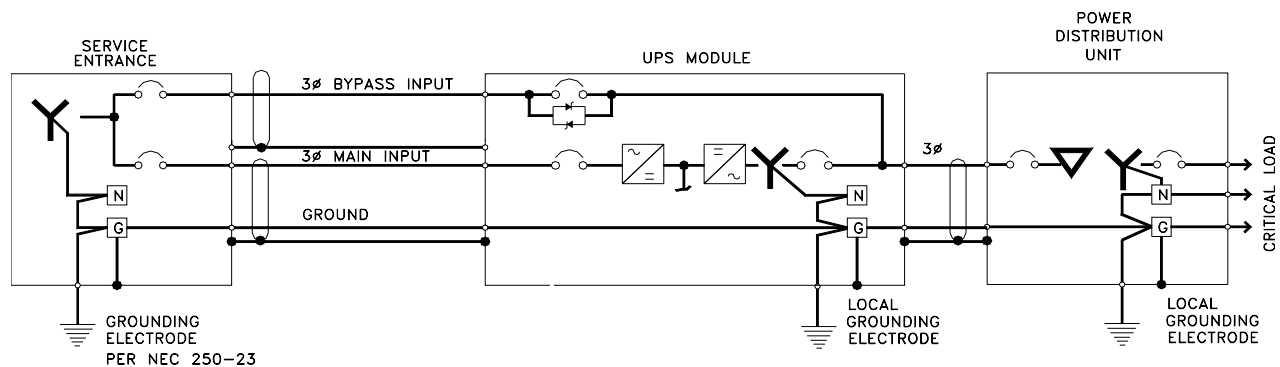 SERVICE
ENTRANCE
UPS MODULE
POWER
DISTRIBUTION
UNIT
3ø BYPASS INPUT
3ø MAIN INPUT
3ø
N
G
GROUND
N
G
N
G
CRITICAL LOAD
GROUNDING
ELECTRODE
PER NEC 250-23
LOCAL
GROUNDING
ELECTRODE
LOCAL
GROUNDING
ELECTRODE